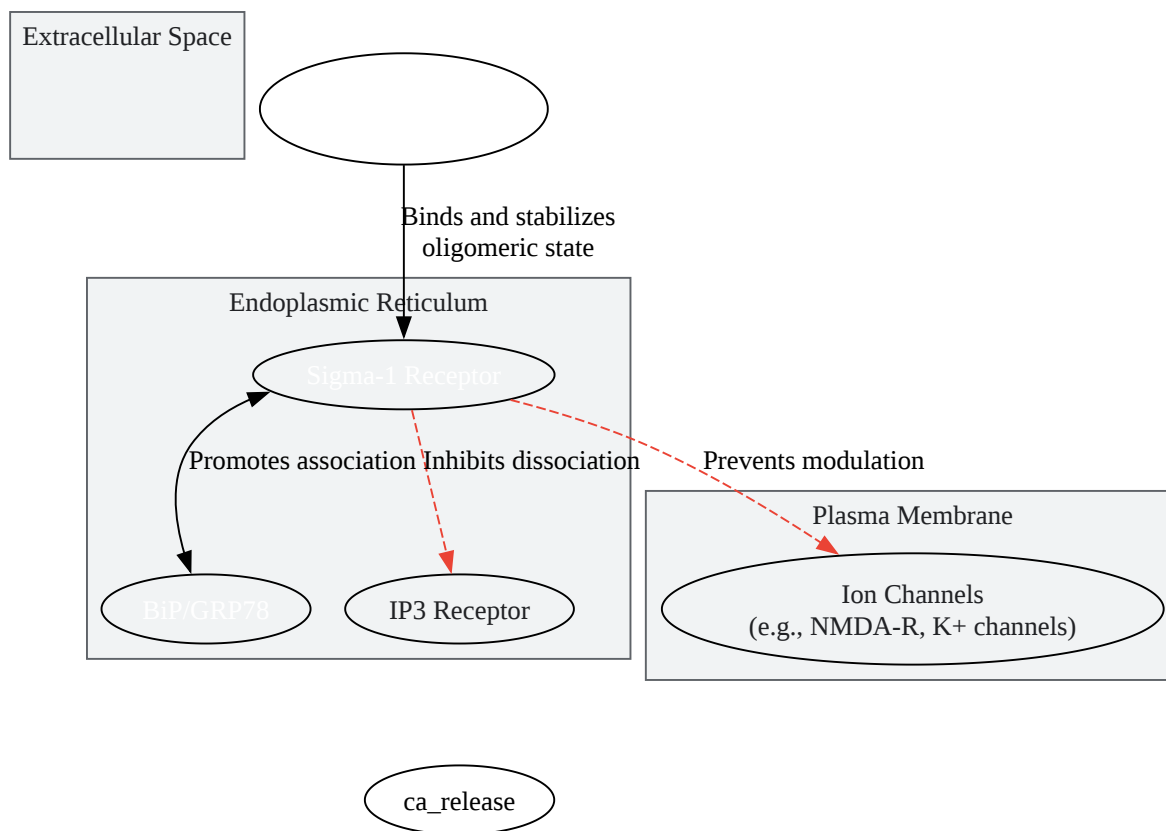 Extracellular Space
Binds and stabilizes
oligomeric state
Endoplasmic Reticulum
Sigma-1 Receptor
Promotes association
Inhibits dissociation
Prevents modulation
Plasma Membrane
BiP/GRP78
IP3 Receptor
Ion Channels
(e.g., NMDA-R, K+ channels)
ca_release